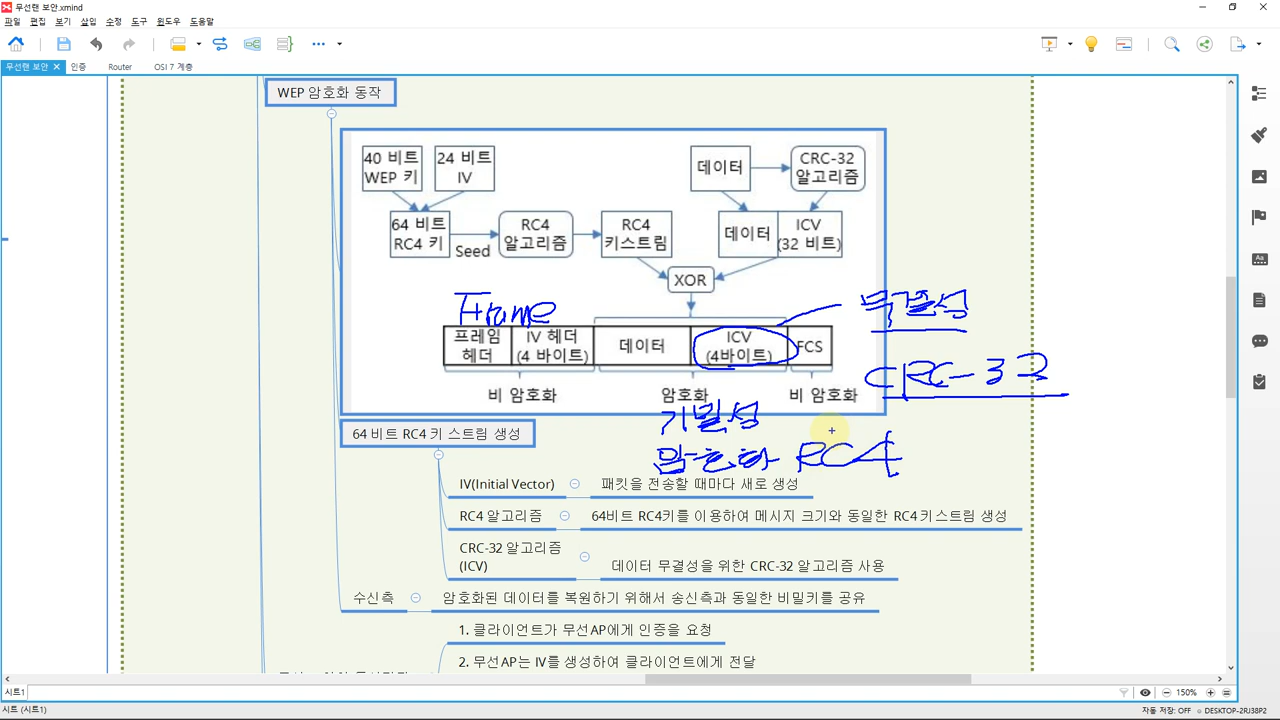 무선랜 보안.xmind
파일 편집 보기 삽입 수정 도구 윈도우 도움말
무선랜 보안 인증 Router OSI 7 계층
WEP 암호화 동작
40 비트
WEP 키
24 비트
IV
데이터
CRC-32
알고리즘
64 비트
RC4 키
Seed
RC4
알고리즘
RC4
키스트림
데이터
ICV
(32 비트)
XOR
Frame
무결성
프레임
헤더
IV 헤더
(4 바이트)
데이터
ICV
(4바이트)
FCS
CRC-32
비 암호화
암호화
비 암호화
기밀성
암호화 RC4
64 비트 RC4 키 스트림 생성
IV(Initial Vector) 패킷을 전송할 때마다 새로 생성
RC4 알고리즘 64비트 RC4키를 이용하여 메시지 크기와 동일한 RC4 키스트림 생성
CRC-32 알고리즘
(ICV)
데이터 무결성을 위한 CRC-32 알고리즘 사용
수신측 암호화된 데이터를 복원하기 위해서 송신측과 동일한 비밀키를 공유
1. 클라이언트가 무선AP에게 인증을 요청
2. 무선AP는 IV를 생성하여 클라이언트에게 전달
시트1
150%
시트 (시트1)
자동 저장: OFF DESKTOP-2RJ38P2